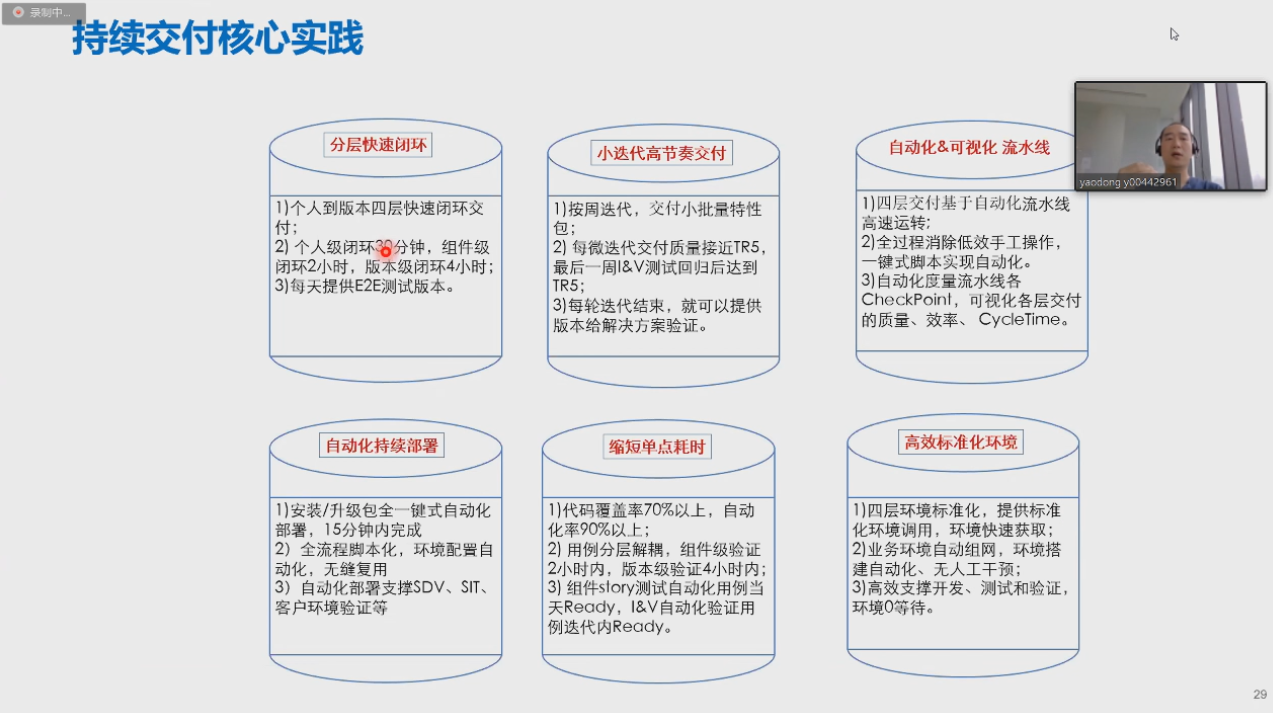 录制中...
持续交付核心实践
yaodong y00442961
分层快速闭环
1)个人到版本四层快速闭环交
付；
2) 个人级闭环30分钟，组件级
闭环2小时，版本级闭环4小时；
3)每天提供E2E测试版本。
小迭代高节奏交付
1)按周迭代，交付小批量特性
包；
2) 每微迭代交付质量接近TR5，
最后一周I&V测试回归后达到
TR5；
3)每轮迭代结束，就可以提供
版本给解决方案验证。
自动化&可视化 流水线
1)四层交付基于自动化流水线
高速运转；
2)全过程消除低效手工操作，
一键式脚本实现自动化。
3)自动化度量流水线各
CheckPoint，可视化各层交付
的质量、效率、 CycleTime。
自动化持续部署
1)安装/升级包全一键式自动化
部署，15分钟内完成
2）全流程脚本化，环境配置自
动化，无缝复用
3）自动化部署支撑SDV、SIT、
客户环境验证等
缩短单点耗时
1)代码覆盖率70%以上，自动
化率90%以上；
2) 用例分层解耦，组件级验证
2小时内，版本级验证4小时内；
3) 组件story测试自动化用例当
天Ready，I&V自动化验证用
例迭代内Ready。
高效标准化环境
1)四层环境标准化，提供标准
化环境调用，环境快速获取；
2)业务环境自动组网，环境搭
建自动化、无人工干预；
3)高效支撑开发、测试和验证，
环境0等待。
29